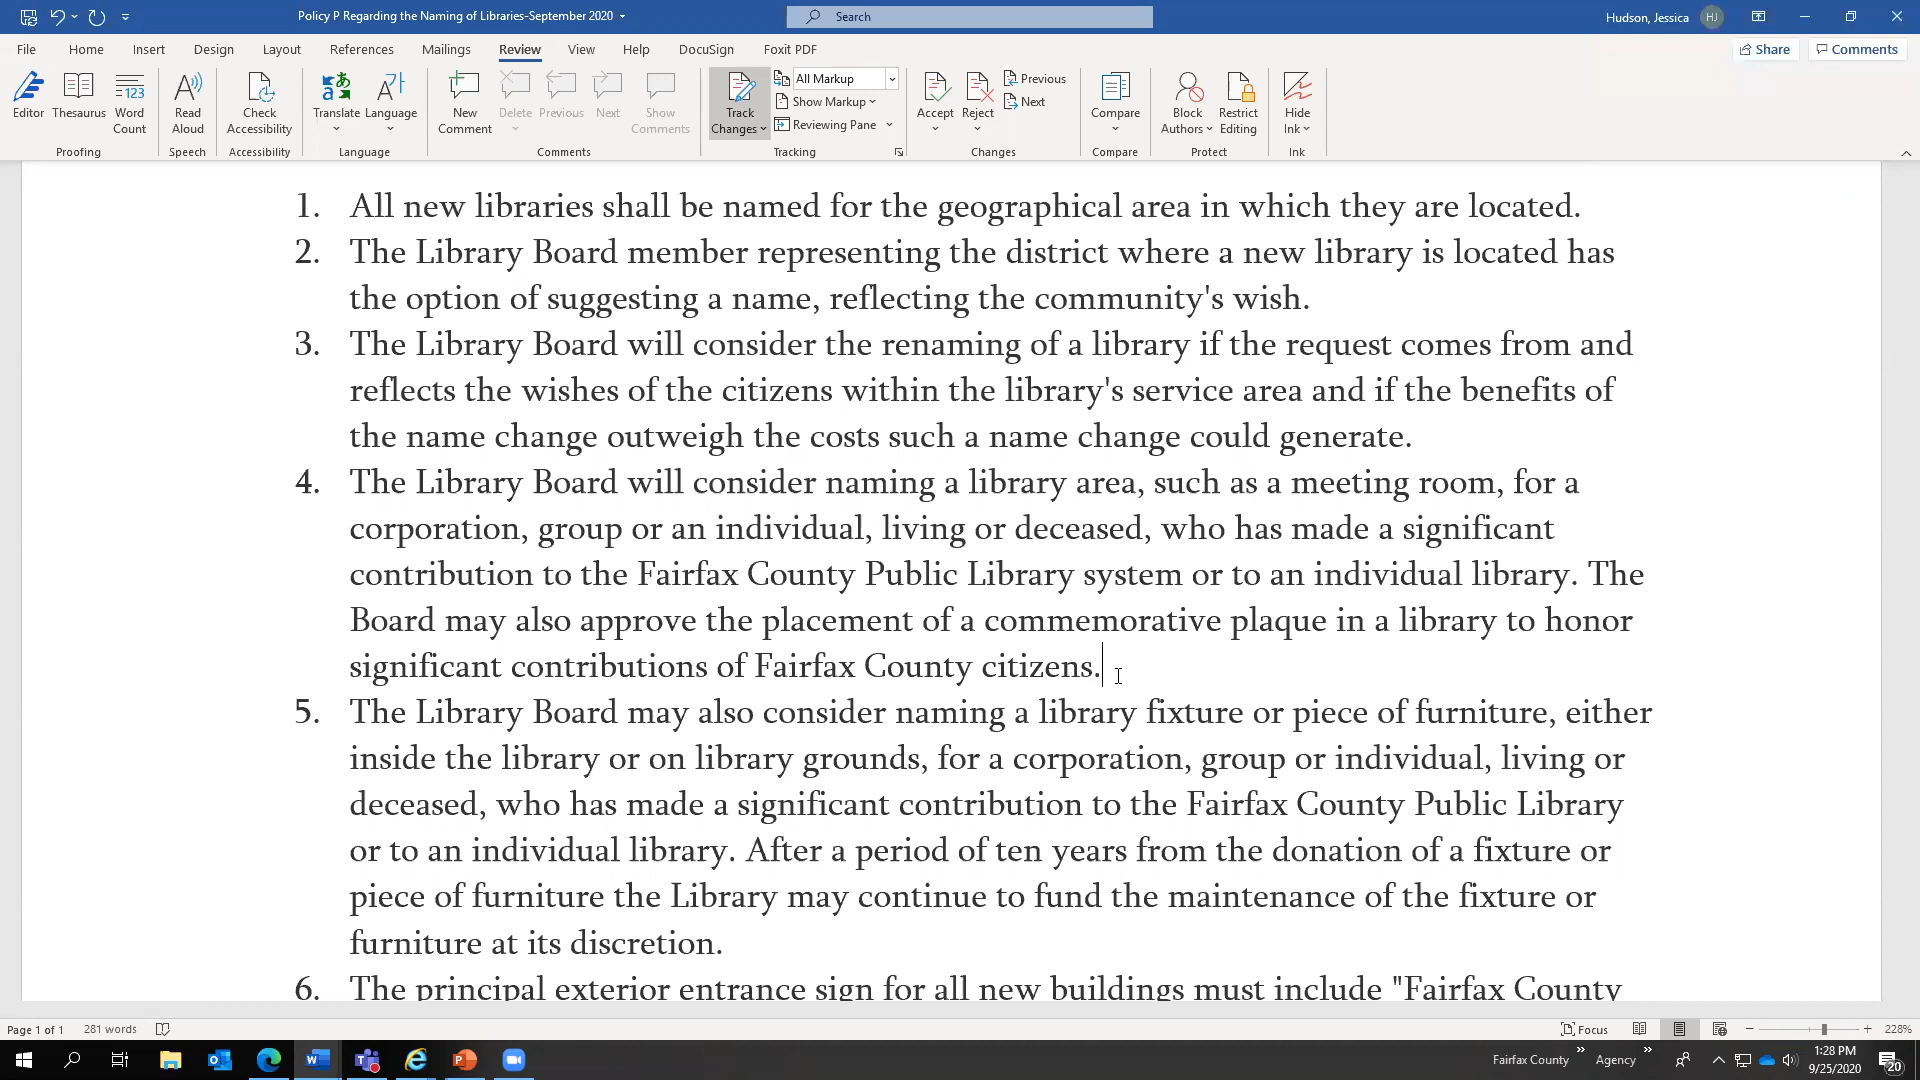 Policy P Regarding the Naming of Libraries-September 2020
Search
Hudson, Jessica
HJ
File Home Insert Design Layout References Mailings Review View Help DocuSign Foxit PDF
Share Comments
Editor Thesaurus Word Count
Read Aloud
Check Accessibility
Translate Language
New Comment Delete Previous Next Show Comments
Track Changes
All Markup
Show Markup
Reviewing Pane
Accept Reject
Previous
Next
Compare
Block Authors Restrict Editing
Hide Ink
Proofing Speech Accessibility Language Comments Tracking Changes Compare Protect Ink
1. All new libraries shall be named for the geographical area in which they are located.
2. The Library Board member representing the district where a new library is located has
the option of suggesting a name, reflecting the community's wish.
3. The Library Board will consider the renaming of a library if the request comes from and
reflects the wishes of the citizens within the library's service area and if the benefits of
the name change outweigh the costs such a name change could generate.
4. The Library Board will consider naming a library area, such as a meeting room, for a
corporation, group or an individual, living or deceased, who has made a significant
contribution to the Fairfax County Public Library system or to an individual library. The
Board may also approve the placement of a commemorative plaque in a library to honor
significant contributions of Fairfax County citizens.
5. The Library Board may also consider naming a library fixture or piece of furniture, either
inside the library or on library grounds, for a corporation, group or individual, living or
deceased, who has made a significant contribution to the Fairfax County Public Library
or to an individual library. After a period of ten years from the donation of a fixture or
piece of furniture the Library may continue to fund the maintenance of the fixture or
furniture at its discretion.
6. The principal exterior entrance sign for all new buildings must include "Fairfax County
Page 1 of 1 281 words
Focus
228%
Fairfax County
Agency
1:28 PM
9/25/2020
20